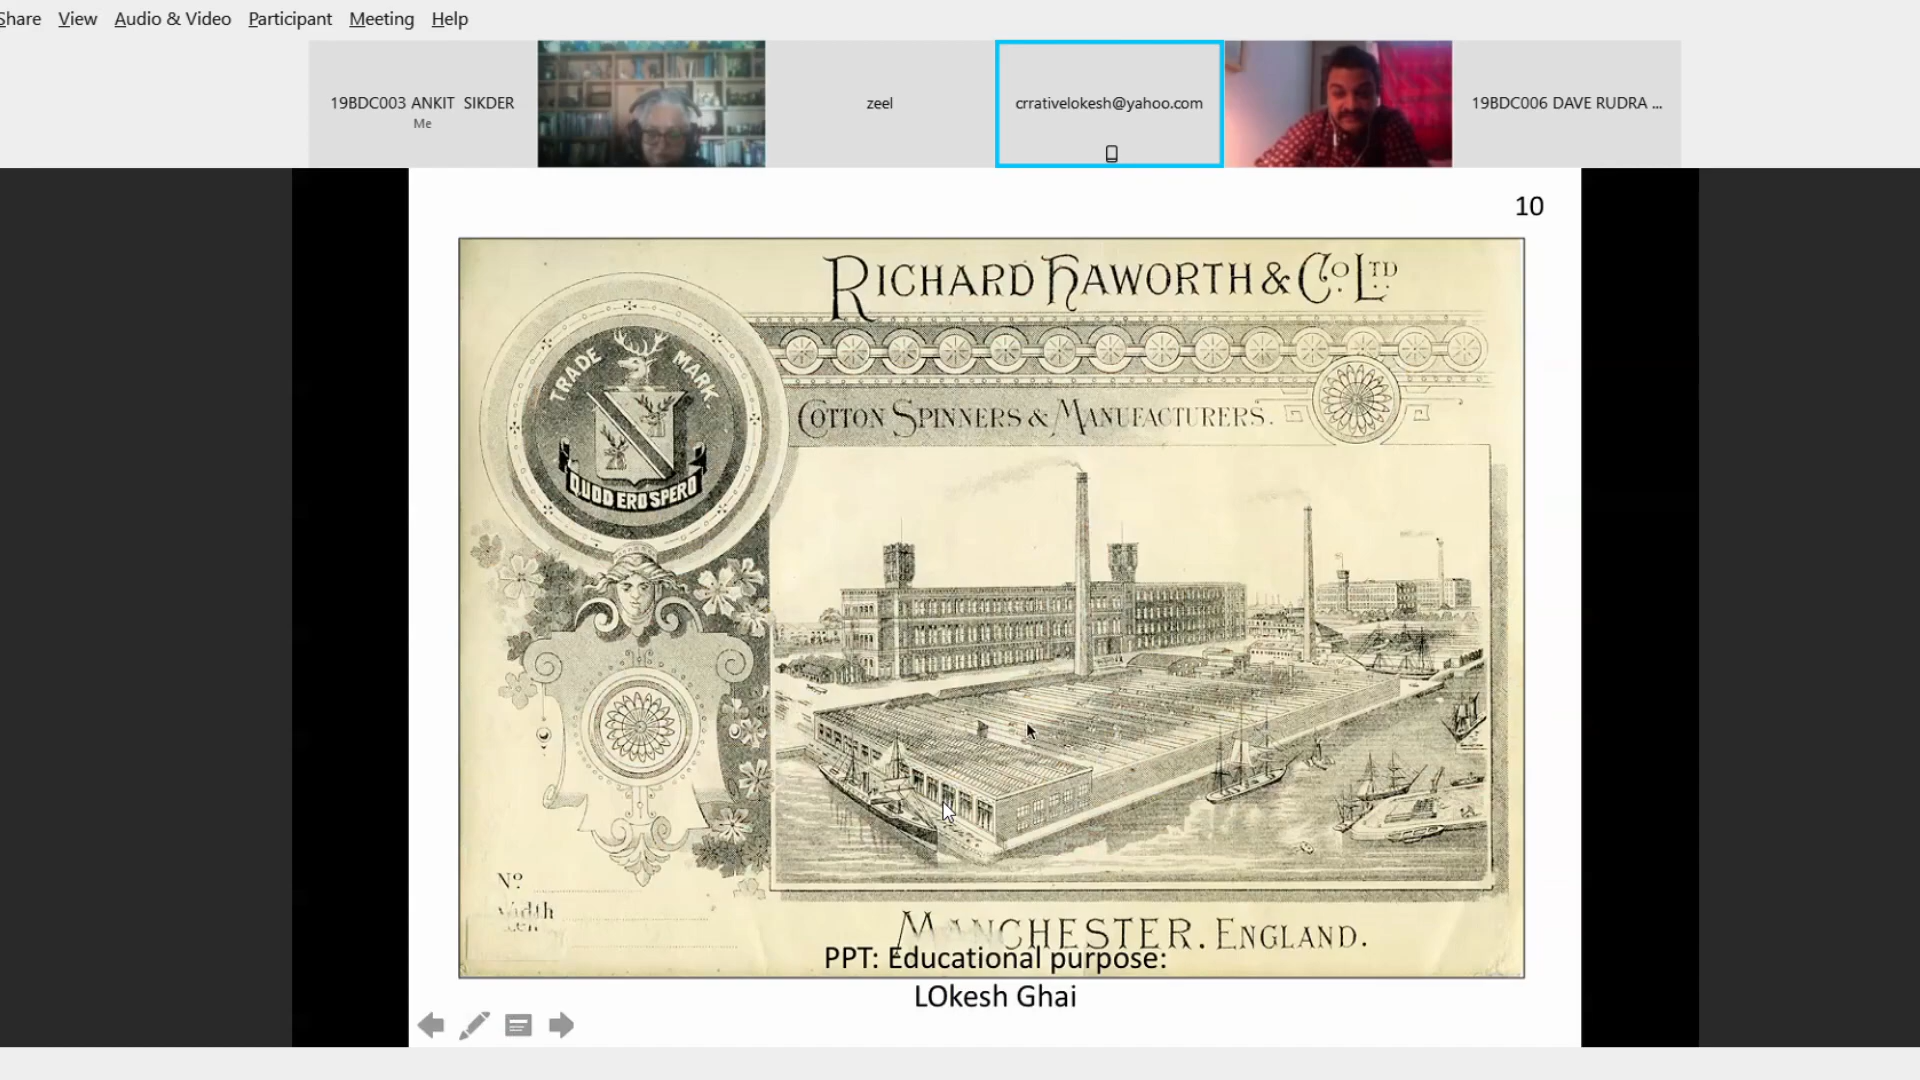 Share View Audio & Video Participant Meeting Help
19BDC003 ANKIT SIKDER
Me
zeel
crrativelokesh@yahoo.com
19BDC006 DAVE RUDRA ...
10
RICHARD HAWORTH & Co. LTD
TRADE MARK.
COTTON SPINNERS & MANUFACTURERS.
QUOD ERO SPERO
No
Width
MANCHESTER. ENGLAND.
PPT: Educational purpose:
LOkesh Ghai